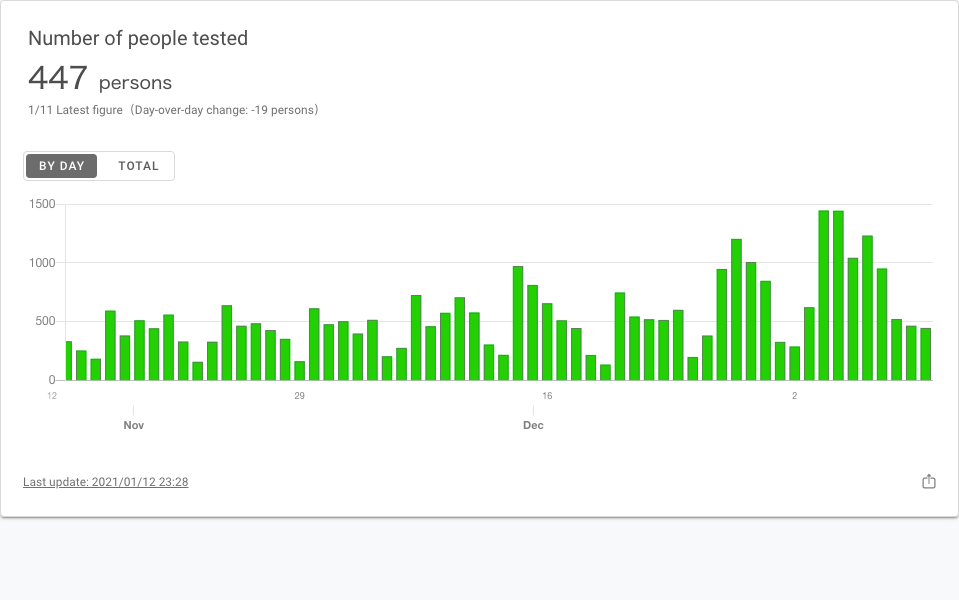 Number of people tested
447 persons
1/11 Latest figure（Day-over-day change: -19 persons）
BY DAY TOTAL
1500
1000
500
0
12 29 16 2
Nov Dec
Last update: 2021/01/12 23:28